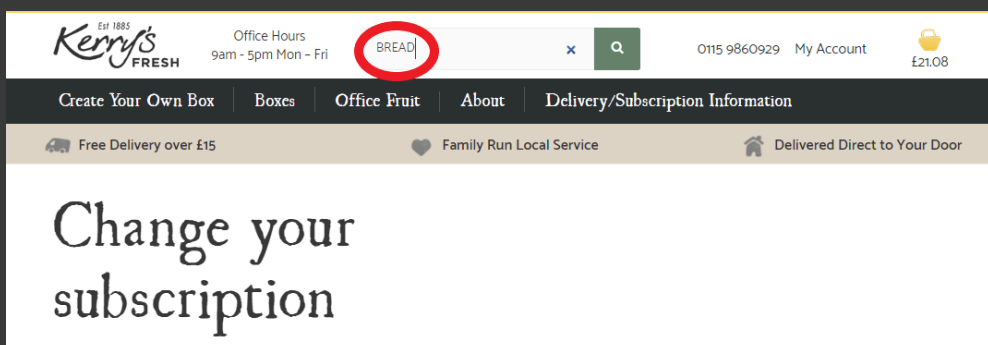 Est 1885
Kerry's
FRESH
Office Hours
9am - 5pm Mon – Fri
BREAD
0115 9860929 My Account
£21.08
Create Your Own Box Boxes Office Fruit About Delivery/Subscription Information
Free Delivery over £15 Family Run Local Service Delivered Direct to Your Door
Change your
subscription